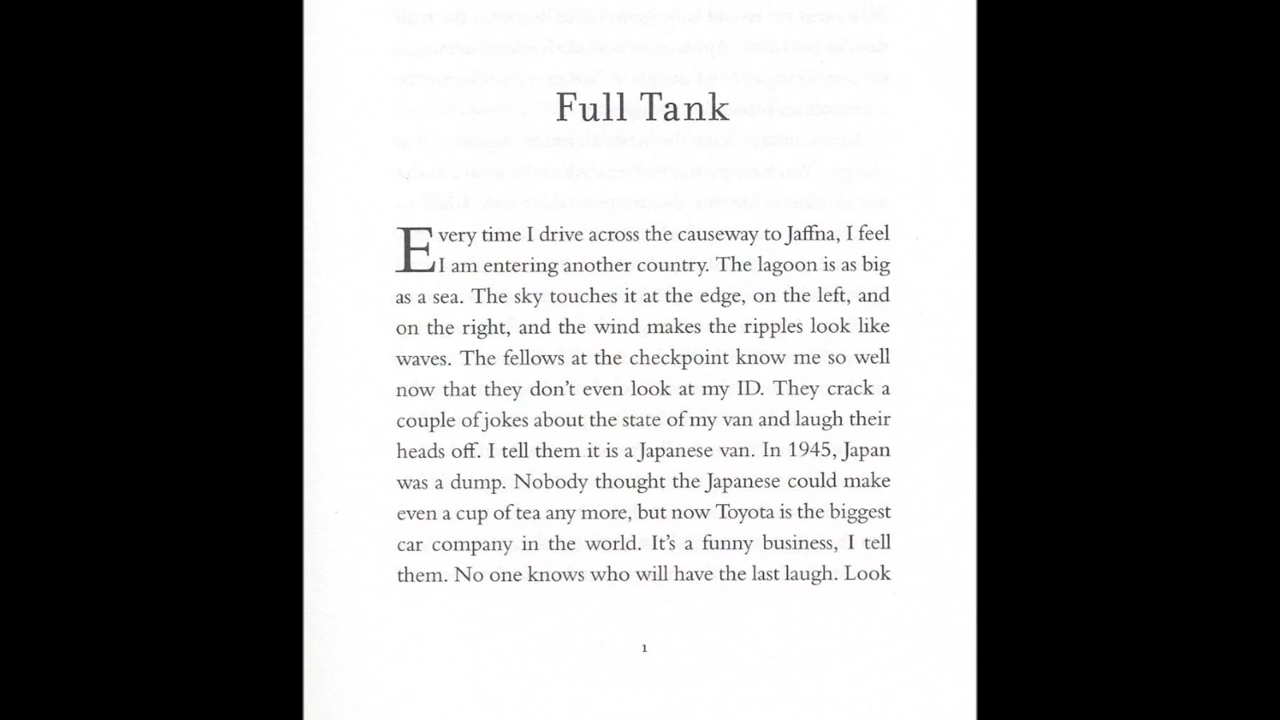 Full Tank
Every time I drive across the causeway to Jaffna, I feel
I am entering another country. The lagoon is as big
as a sea. The sky touches it at the edge, on the left, and
on the right, and the wind makes the ripples look like
waves. The fellows at the checkpoint know me so well
now that they don’t even look at my ID. They crack a
couple of jokes about the state of my van and laugh their
heads off. I tell them it is a Japanese van. In 1945, Japan
was a dump. Nobody thought the Japanese could make
even a cup of tea any more, but now Toyota is the biggest
car company in the world. It’s a funny business, I tell
them. No one knows who will have the last laugh. Look
1